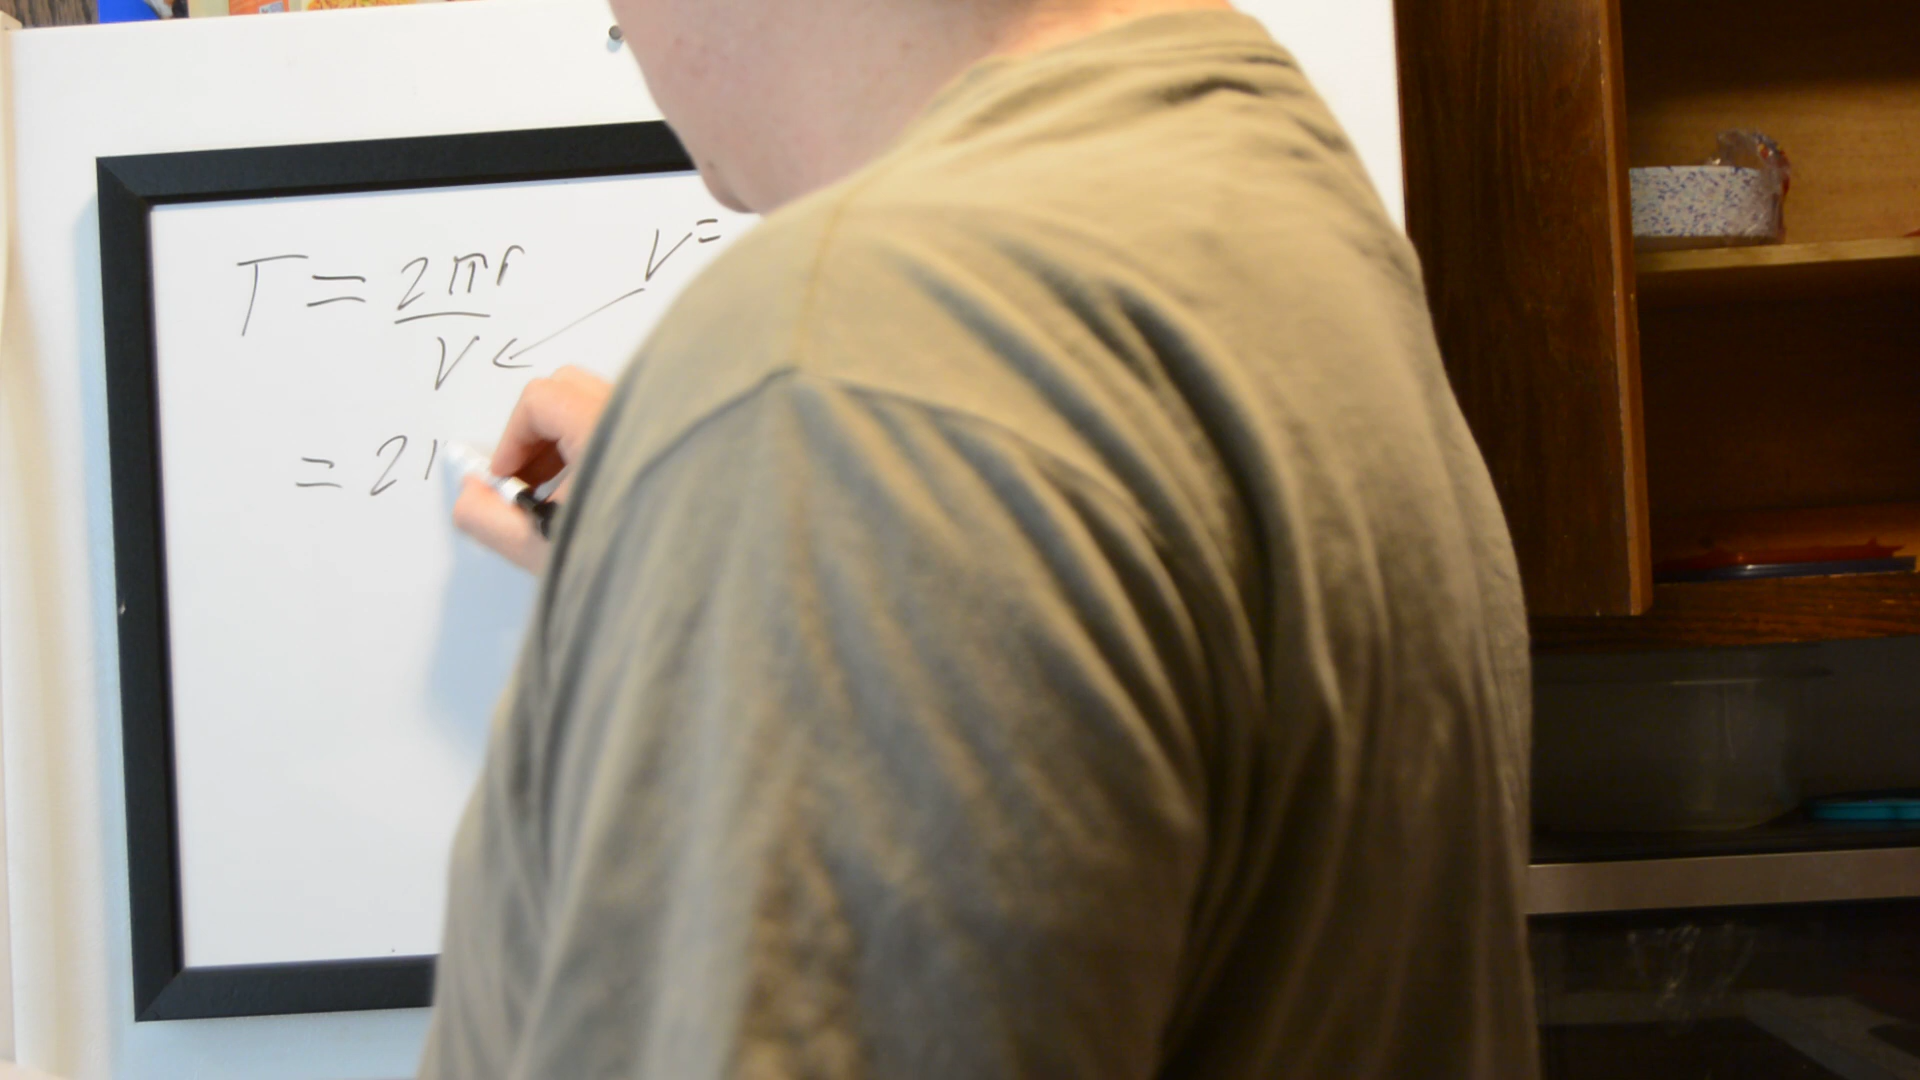 T = 2πr / V
V =
= 2